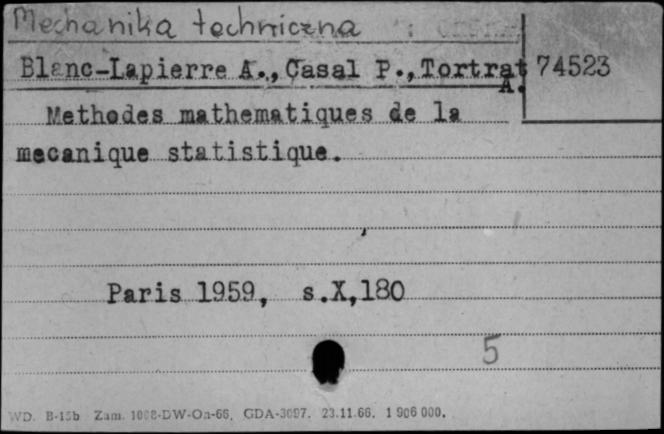 Mechanika techniczna
Blanc-Lapierre A., Casal P., Tortrat A. 74523
Methodes mathematiques de la
mecanique statistique.
Paris 1959, s.X,180
5
WD. B-15b Zam. 1008-DW-On-66. GDA-3097. 23.11.66. 1 906 000.